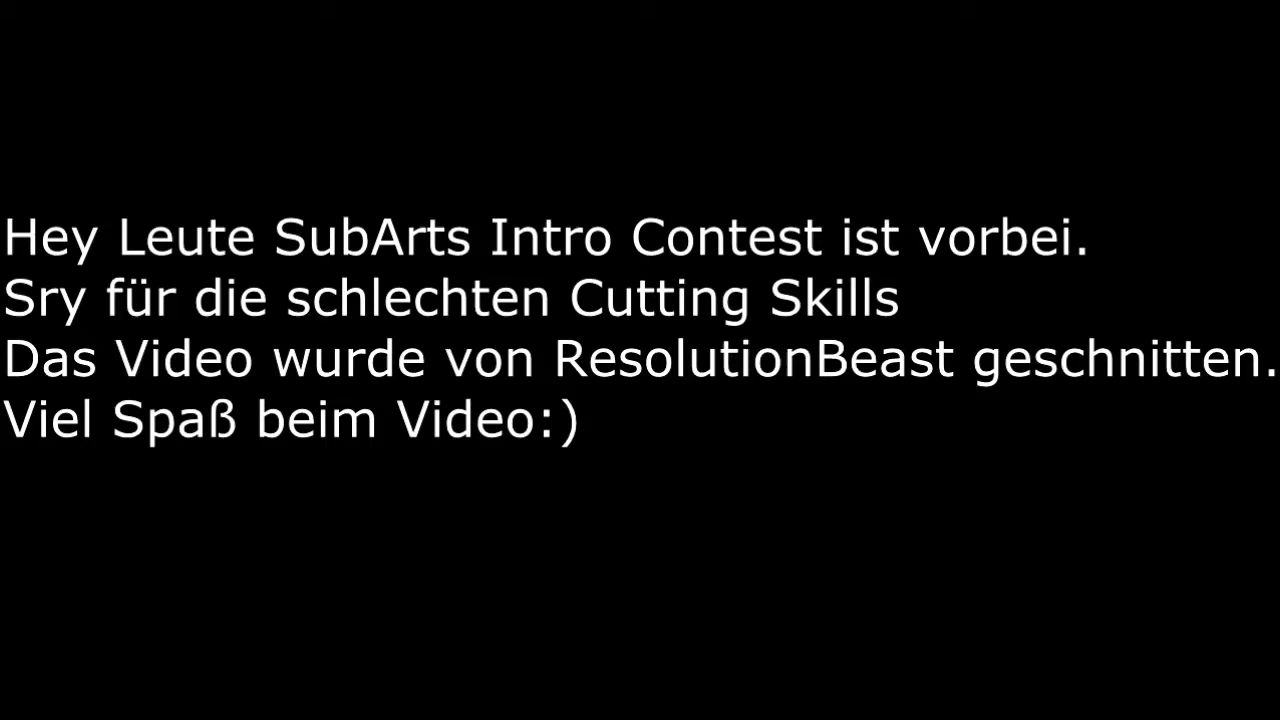 Hey Leute SubArts Intro Contest ist vorbei.
Sry für die schlechten Cutting Skills
Das Video wurde von ResolutionBeast geschnitten.
Viel Spaß beim Video:)